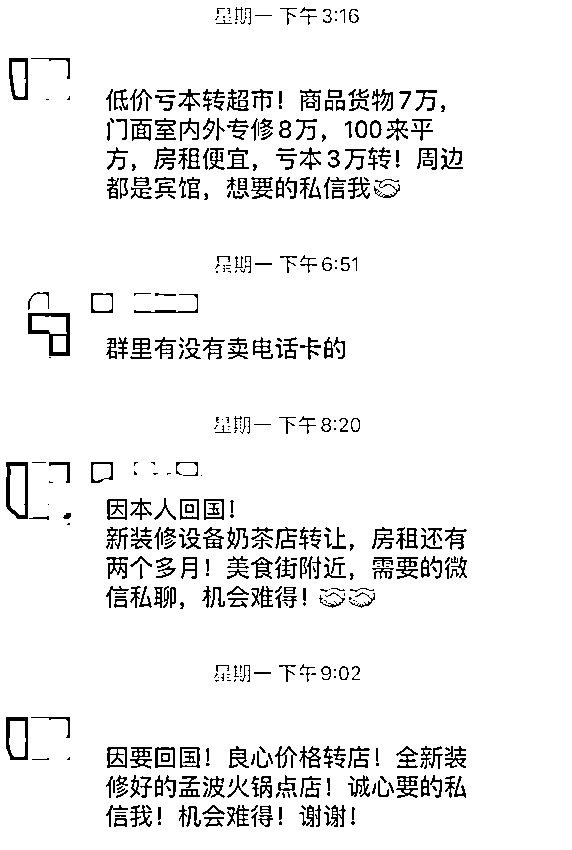 星期一 下午3:16
低价亏本转超市！商品货物7万，
门面室内外专修8万，100来平
方，房租便宜，亏本3万转！周边
都是宾馆，想要的私信我🤝
星期一 下午6:51
群里有没有卖电话卡的
星期一 下午8:20
因本人回国！
新装修设备奶茶店转让，房租还有
两个多月！美食街附近，需要的微
信私聊，机会难得！🤝🤝
星期一 下午9:02
因要回国！良心价格转店！全新装
修好的孟波火锅点店！诚心要的私
信我！机会难得！谢谢！